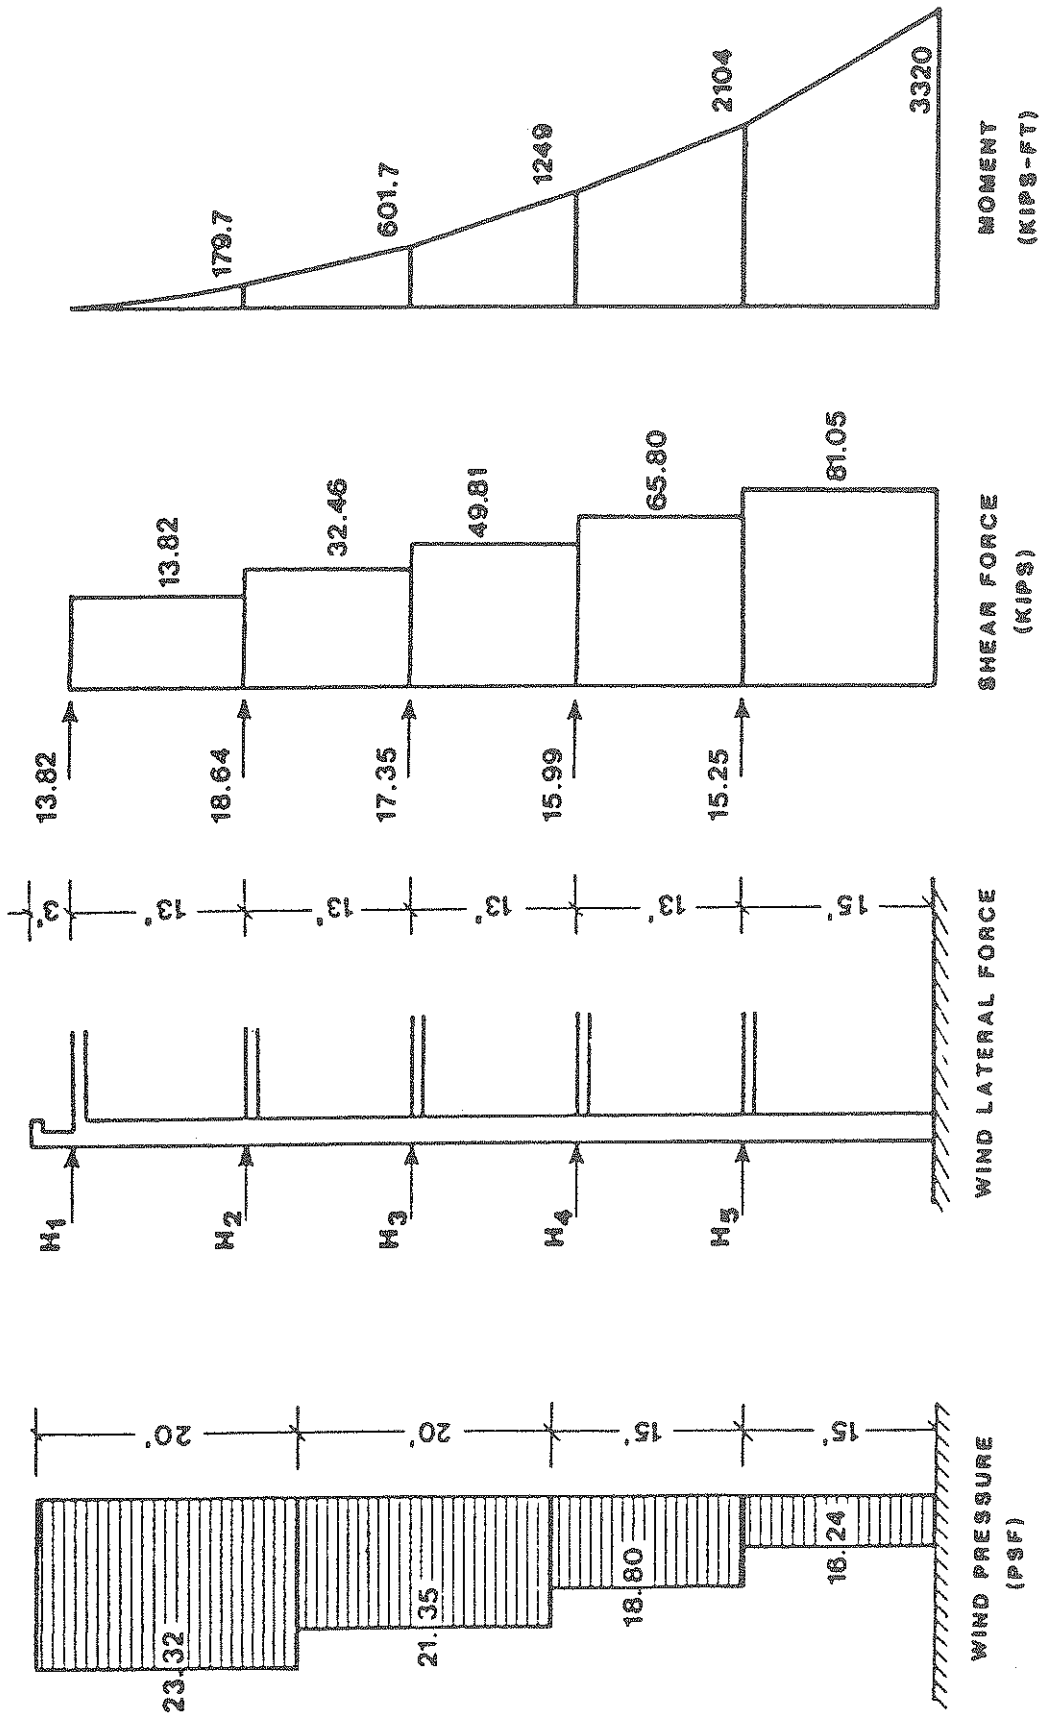 23.32
21.35
18.80
16.24
20'
20'
15'
15'
WIND PRESSURE
(PSF)
H1
H2
H3
H4
H5
3'
13'
13'
13'
13'
15'
WIND LATERAL FORCE
13.82
18.64
17.35
15.99
15.25
13.82
32.46
49.81
65.80
81.05
SHEAR FORCE
(KIPS)
179.7
601.7
1249
2104
3320
MOMENT
(KIPS-FT)